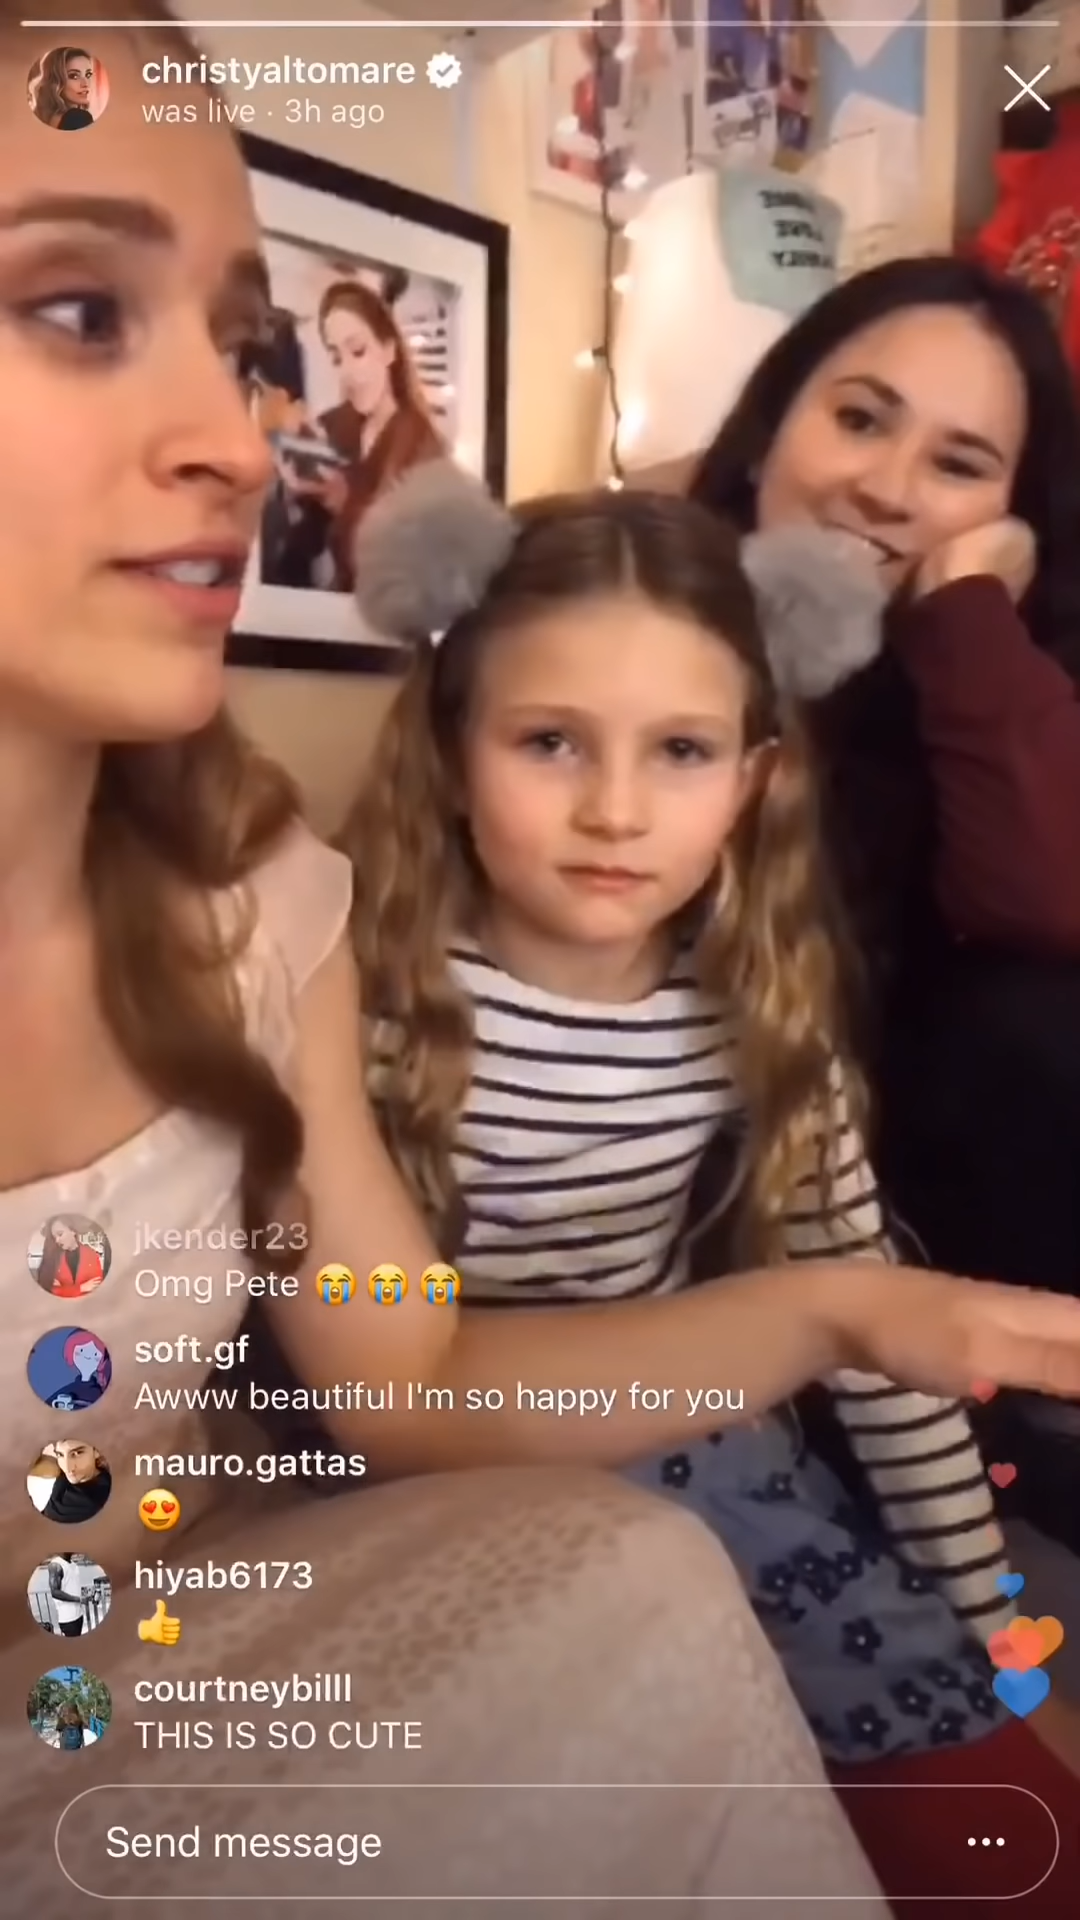 christyaltomare
was live · 3h ago
jkender23
Omg Pete 😭 😭 😭
soft.gf
Awww beautiful I'm so happy for you
mauro.gattas
😍
hiyab6173
👍
courtneybilll
THIS IS SO CUTE
Send message